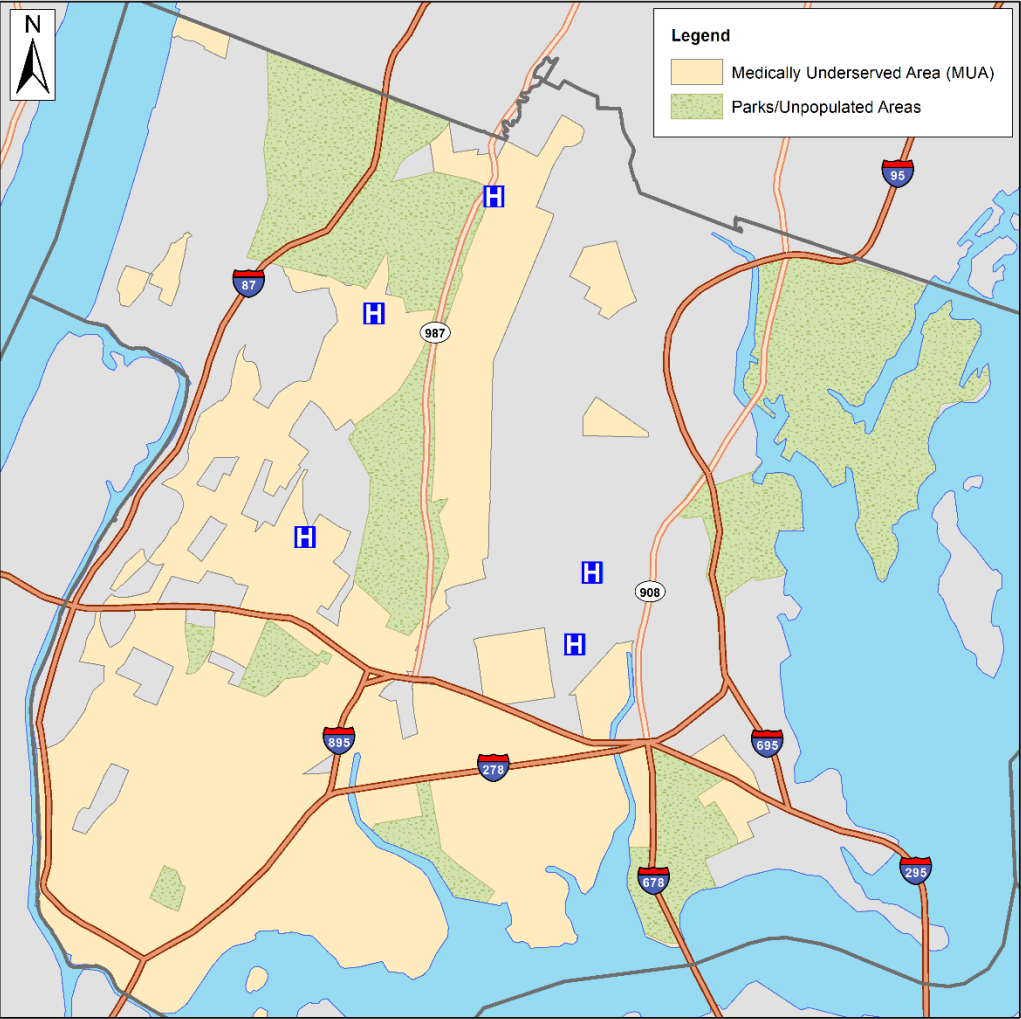 N
Legend
Medically Underserved Area (MUA)
Parks/Unpopulated Areas
95
H
87
H
987
H
H
908
H
895
695
278
295
678